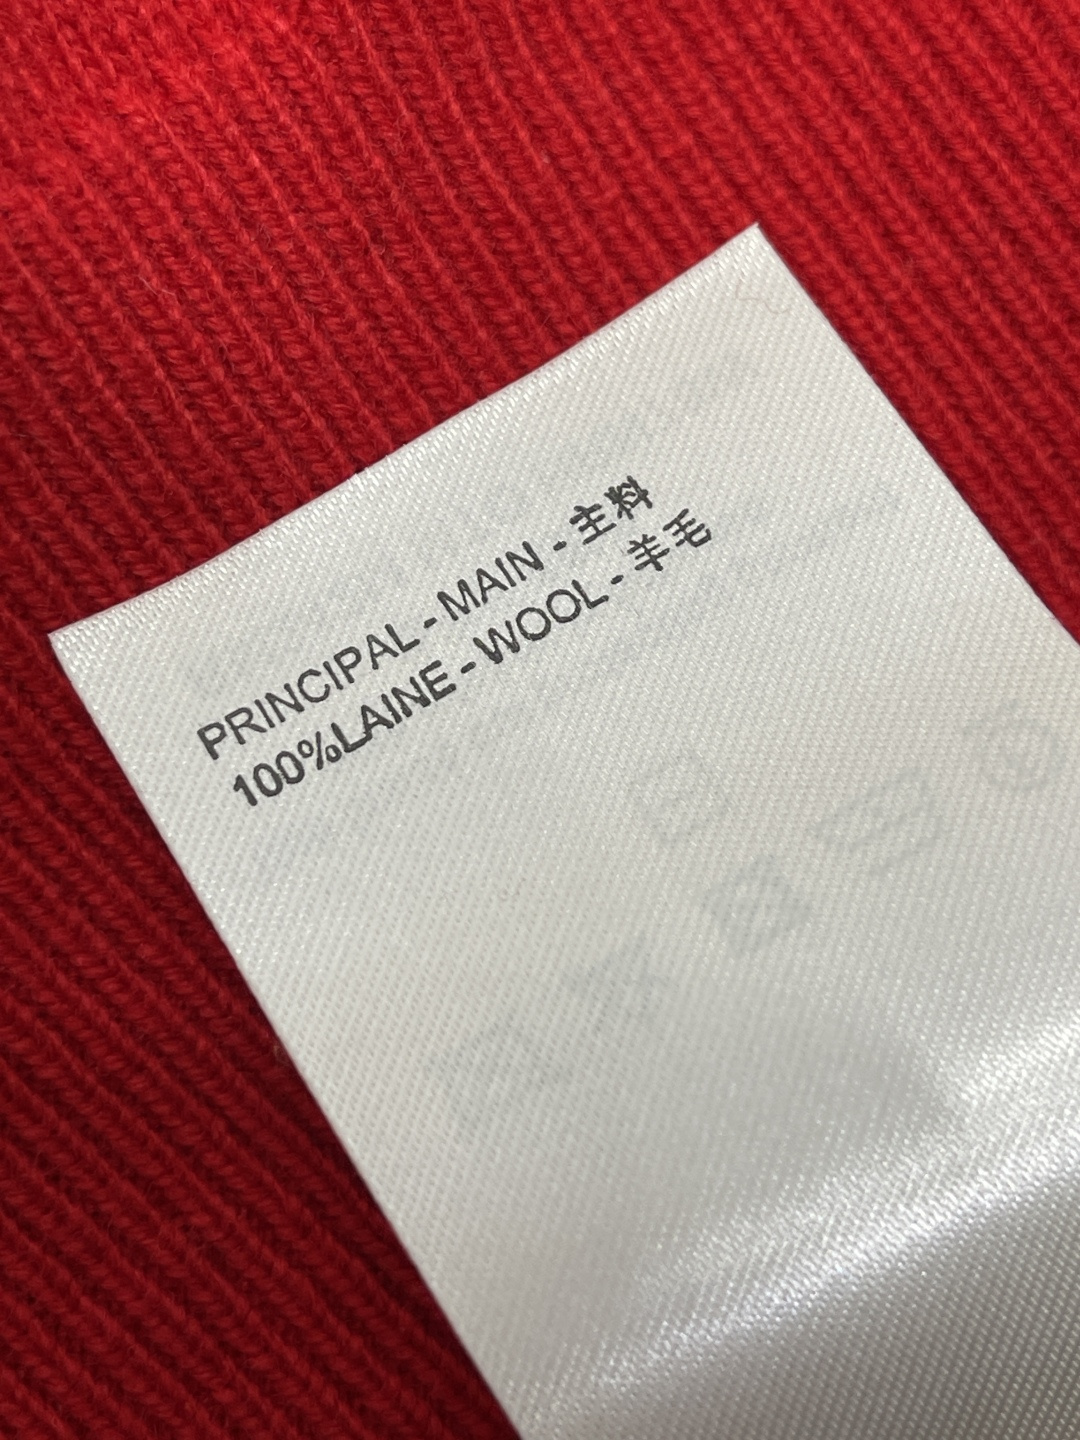 PRINCIPAL - MAIN - 主料
100%LAINE - WOOL - 羊毛